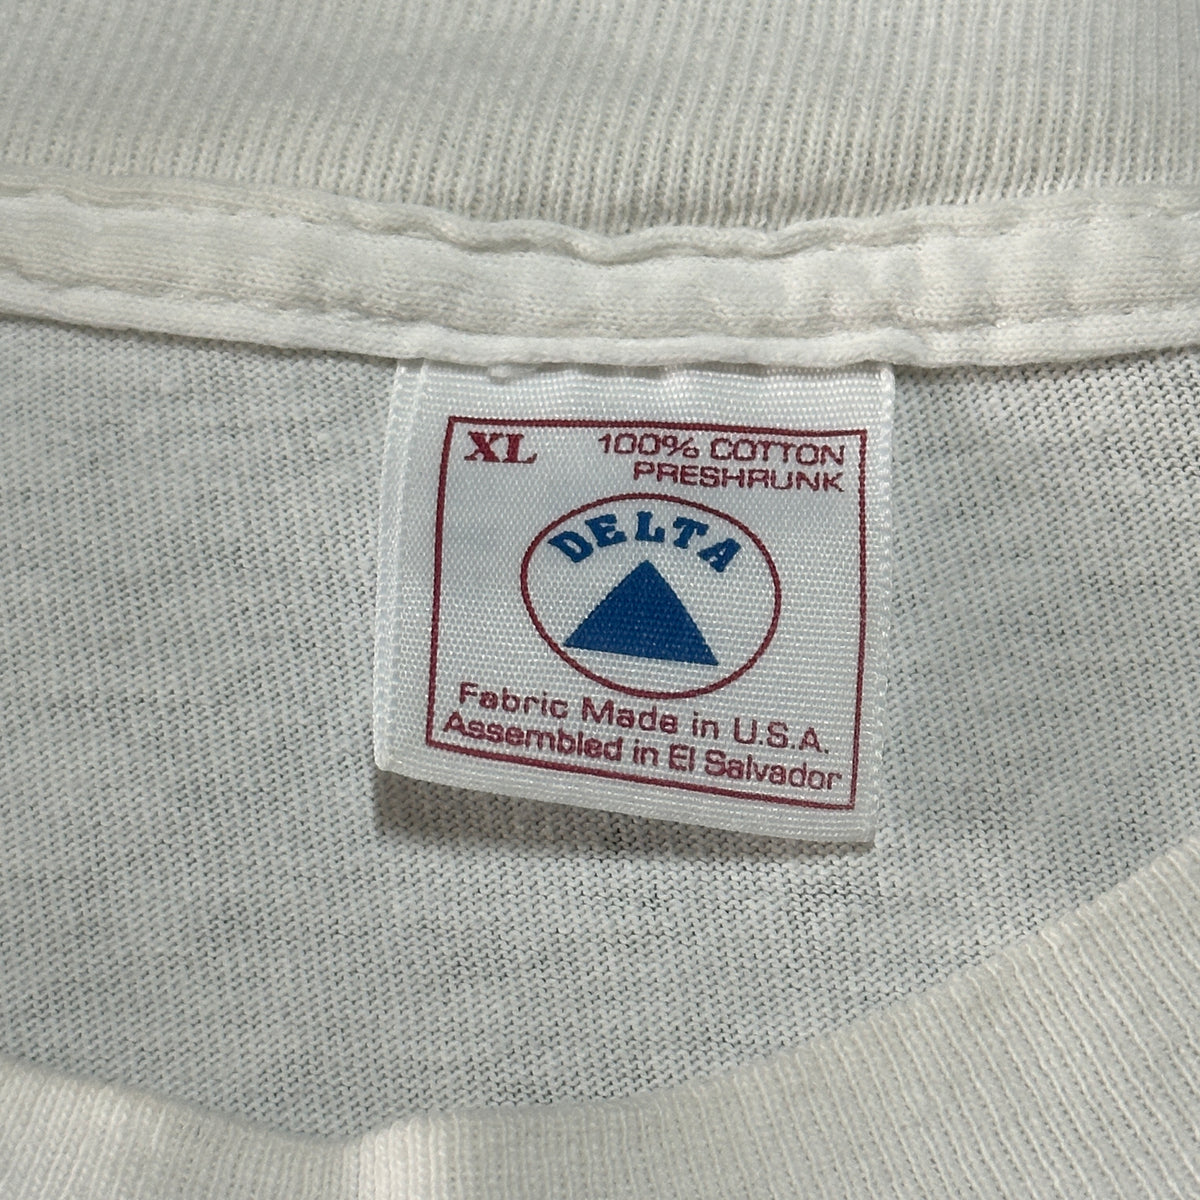 XL 100% COTTON
PRESHRUNK
DELTA
Fabric Made in U.S.A.
Assembled in El Salvador